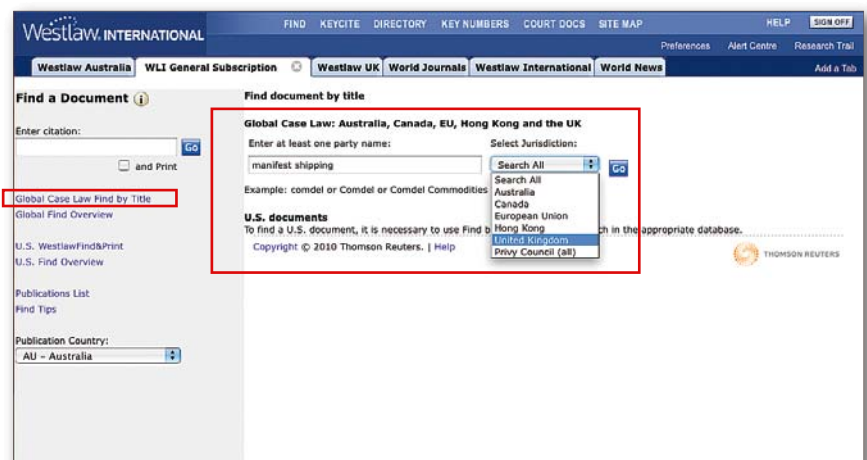 Westlaw. INTERNATIONAL
FIND KEYCITE DIRECTORY KEY NUMBERS COURT DOCS SITE MAP
HELP SIGN OFF
Preferences Alert Centre Research Trail
Westlaw Australia WLI General Subscription Westlaw UK World Journals Westlaw International World News
Add a Tab
Find a Document
Enter citation:
Go
and Print
Global Case Law Find by Title
Global Find Overview
U.S. WestlawFind&Print
U.S. Find Overview
Publications List
Find Tips
Publication Country:
AU - Australia
Find document by title
Global Case Law: Australia, Canada, EU, Hong Kong and the UK
Enter at least one party name: Select Jurisdiction:
manifest shipping Search All Go
Example: comdel or Comdel or Comdel Commodities
Search All
Australia
Canada
European Union
Hong Kong
United Kingdom
Privy Council (all)
U.S. documents
To find a U.S. document, it is necessary to use Find in the appropriate database.
Copyright © 2010 Thomson Reuters. | Help
THOMSON REUTERS